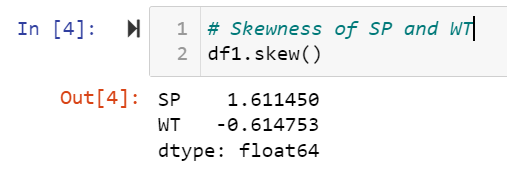 In [4]: 1 # Skewness of SP and WT
2 df1.skew()
Out[4]: SP 1.611450
WT -0.614753
dtype: float64